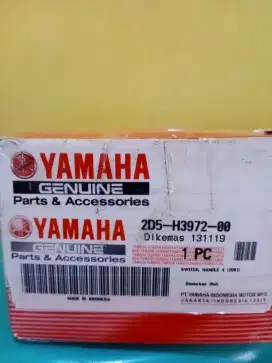 YAMAHA
GENUINE
Parts & Accessories
YAMAHA
GENUINE
Parts & Accessories
MADE IN INDONESIA
2D5-H3972-00
Dikemas 131119
1 PC
SWITCH, HANDLE 4
PT YAMAHA INDONESIA MOTOR MFG.
JAKARTA-INDONESIA